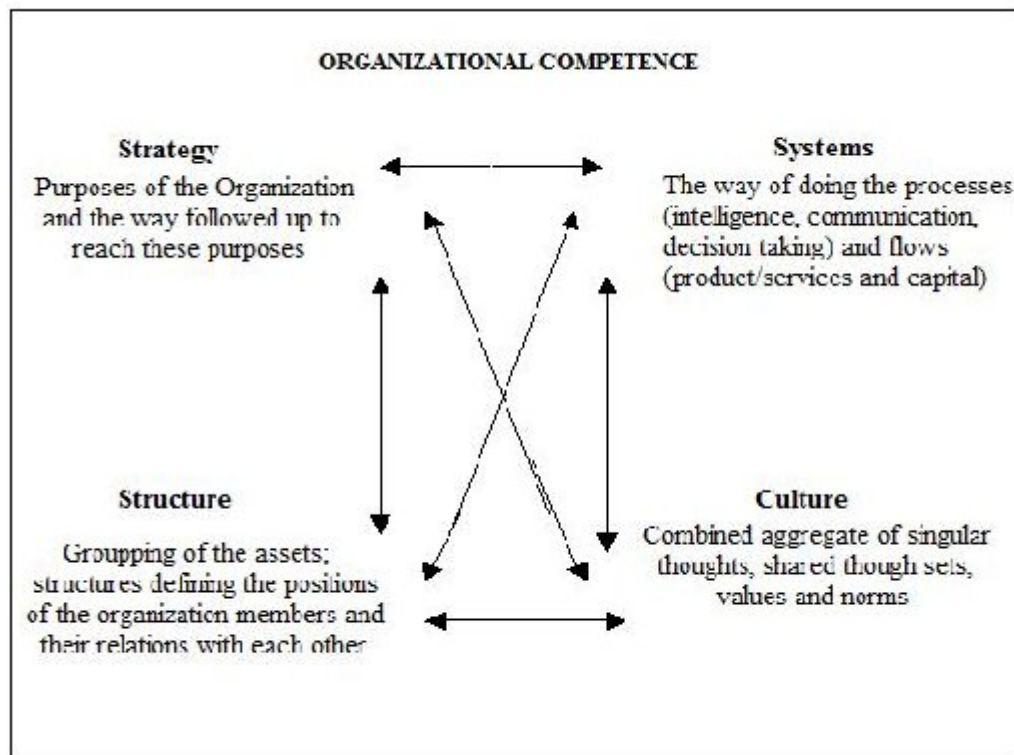 ORGANIZATIONAL COMPETENCE
Strategy
Purposes of the Organization
and the way followed up to
reach these purposes
Systems
The way of doing the processes
(intelligence, communication,
decision taking) and flows
(product/services and capital)
Structure
Groupping of the assets;
structures defining the positions
of the organization members and
their relations with each other
Culture
Combined aggregate of singular
thoughts, shared though sets,
values and norms